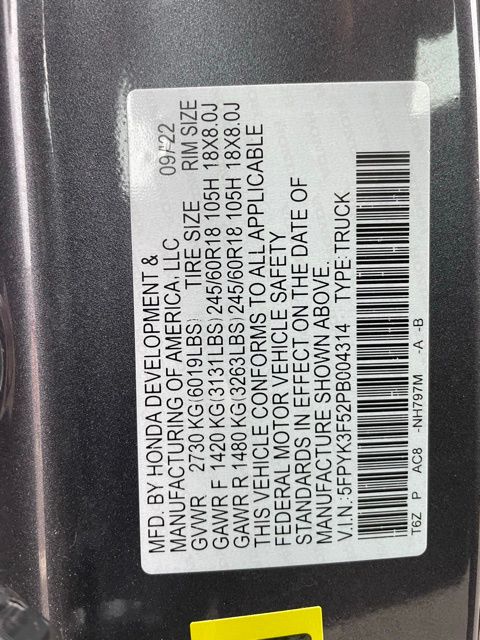 MFD. BY HONDA DEVELOPMENT &
MANUFACTURING OF AMERICA, LLC 09/22
GVWR 2730 KG(6019LBS) TIRE SIZE RIM SIZE
GAWR F 1420 KG(3131LBS) 245/60R18 105H 18X8.0J
GAWR R 1480 KG(3263LBS) 245/60R18 105H 18X8.0J
THIS VEHICLE CONFORMS TO ALL APPLICABLE
FEDERAL MOTOR VEHICLE SAFETY
STANDARDS IN EFFECT ON THE DATE OF
MANUFACTURE SHOWN ABOVE.
V.I.N.:5FPYK3F52PB004314 TYPE:TRUCK
T6Z P AC8 -NH797M -A -B